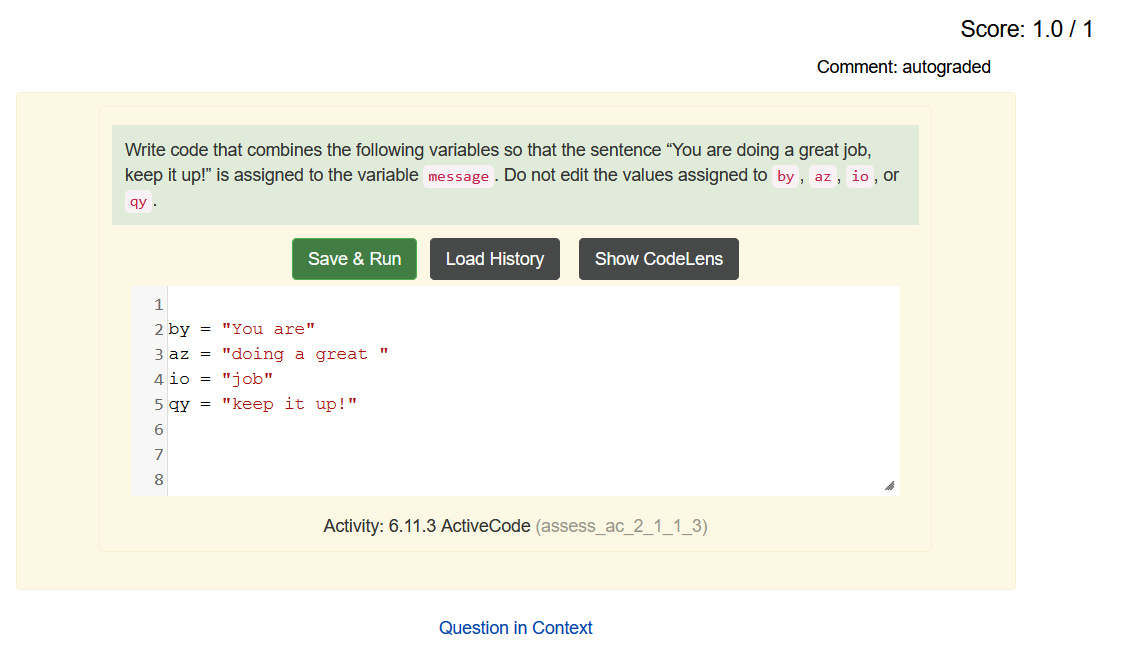 Score: 1.0 / 1
Comment: autograded
Write code that combines the following variables so that the sentence “You are doing a great job,
keep it up!” is assigned to the variable message . Do not edit the values assigned to by , az , io , or
qy .
Save & Run Load History Show CodeLens
1
2 by = "You are"
3 az = "doing a great "
4 io = "job"
5 qy = "keep it up!"
6
7
8
Activity: 6.11.3 ActiveCode (assess_ac_2_1_1_3)
Question in Context